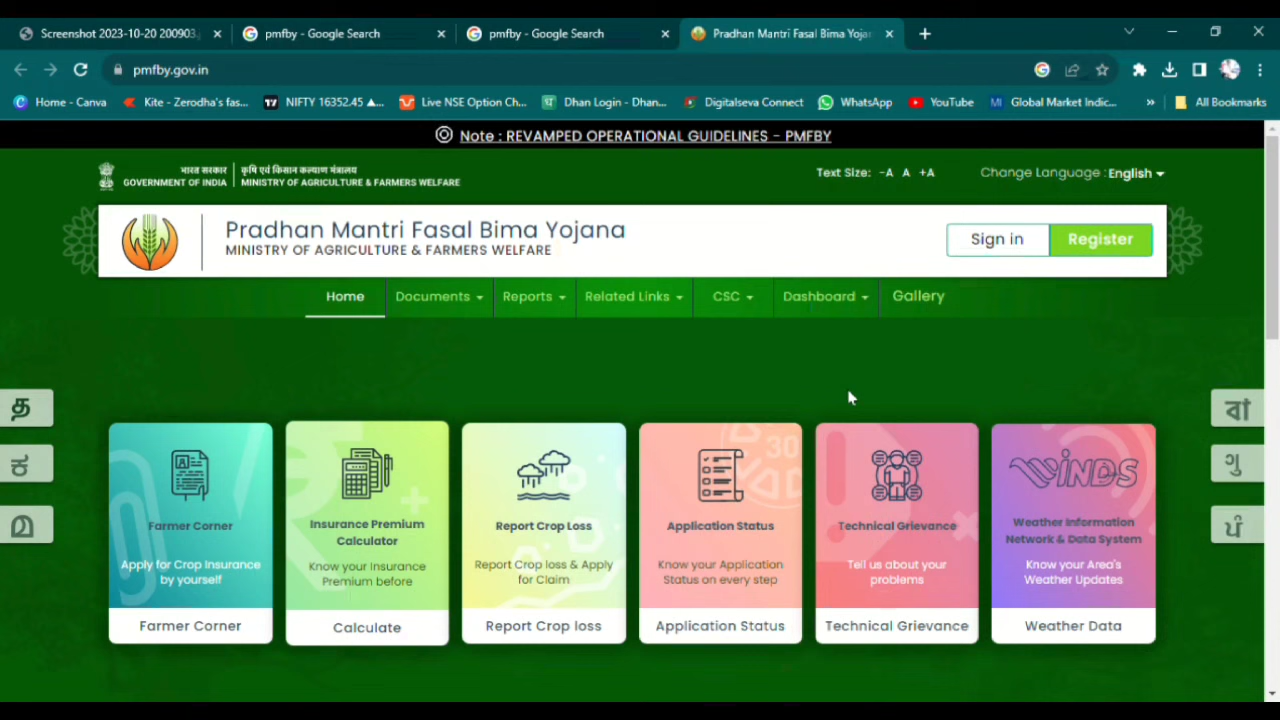 Screenshot 2023-10-20 200903.
pmfby - Google Search
pmfby - Google Search
Pradhan Mantri Fasal Bima Yojan
pmfby.gov.in
Home - Canva
Kite - Zerodha's fas...
NIFTY 16352.45 ▲...
Live NSE Option Ch...
Dhan Login - Dhan...
Digitalseva Connect
WhatsApp
YouTube
Global Market Indic...
»
All Bookmarks
Note : REVAMPED OPERATIONAL GUIDELINES - PMFBY
भारत सरकार
GOVERNMENT OF INDIA
कृषि एवं किसान कल्याण मंत्रालय
MINISTRY OF AGRICULTURE & FARMERS WELFARE
Text Size: -A A +A
Change Language : English
Pradhan Mantri Fasal Bima Yojana
MINISTRY OF AGRICULTURE & FARMERS WELFARE
Sign in
Register
Home
Documents
Reports
Related Links
CSC
Dashboard
Gallery
த
ಕ
ഏ
বা
ગુ
ਪੰ
Farmer Corner
Apply for Crop Insurance
by yourself
Farmer Corner
Insurance Premium
Calculator
Know your Insurance
Premium before
Calculate
Report Crop Loss
Report Crop loss & Apply
for Claim
Report Crop loss
30
Application Status
Know your Application
Status on every step
Application Status
Technical Grievance
Tell us about your
problems
Technical Grievance
WINDS
Weather Information
Network & Data System
Know your Area's
Weather Updates
Weather Data